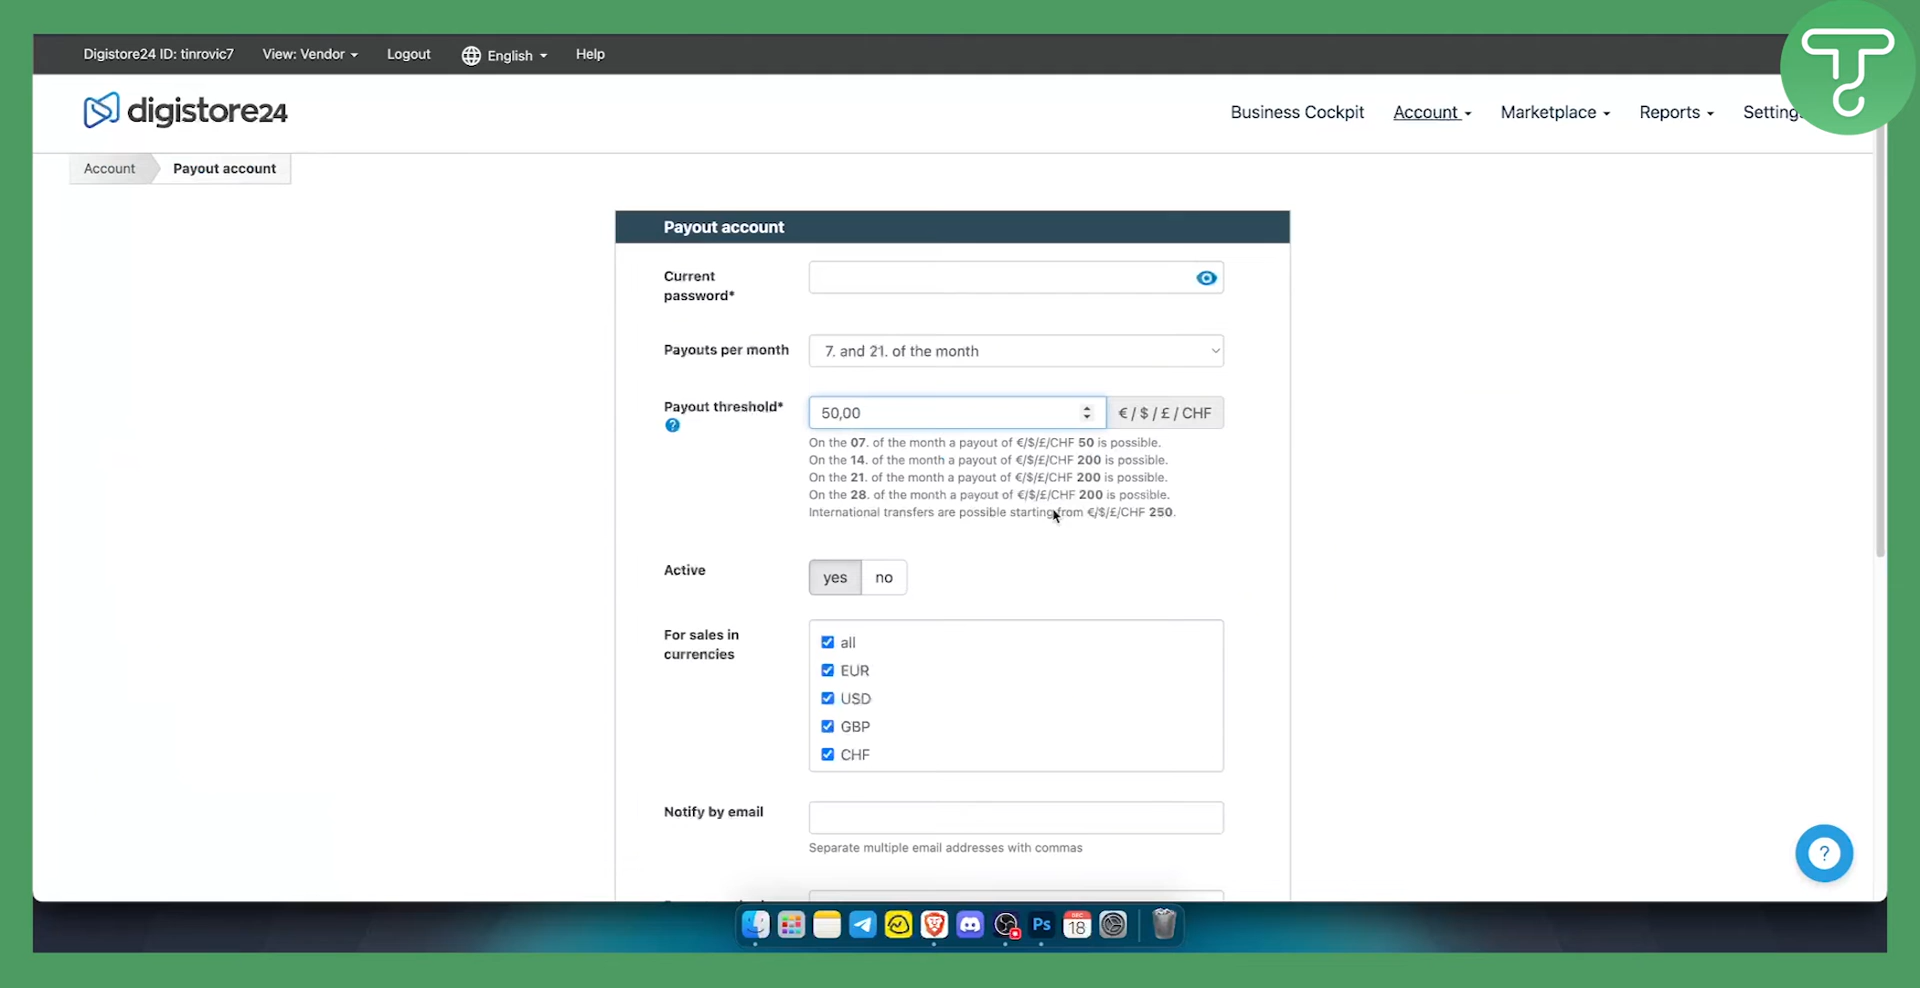 Digistore24 ID: tinrovic7 View: Vendor Logout English Help
digistore24
Business Cockpit Account Marketplace Reports
Account Payout account
Payout account
Current
password*
Payouts per month 7. and 21. of the month
Payout threshold* 50,00 €/$/£/CHF
?
On the 07. of the month a payout of €/$/£/CHF 50 is possible.
On the 14. of the month a payout of €/$/£/CHF 200 is possible.
On the 21. of the month a payout of €/$/£/CHF 200 is possible.
On the 28. of the month a payout of €/$/£/CHF 200 is possible.
International transfers are possible starting from €/$/£/CHF 250.
Active yes no
For sales in
currencies
all
EUR
USD
GBP
CHF
Notify by email
Separate multiple email addresses with commas
?
Ps
DEC
18